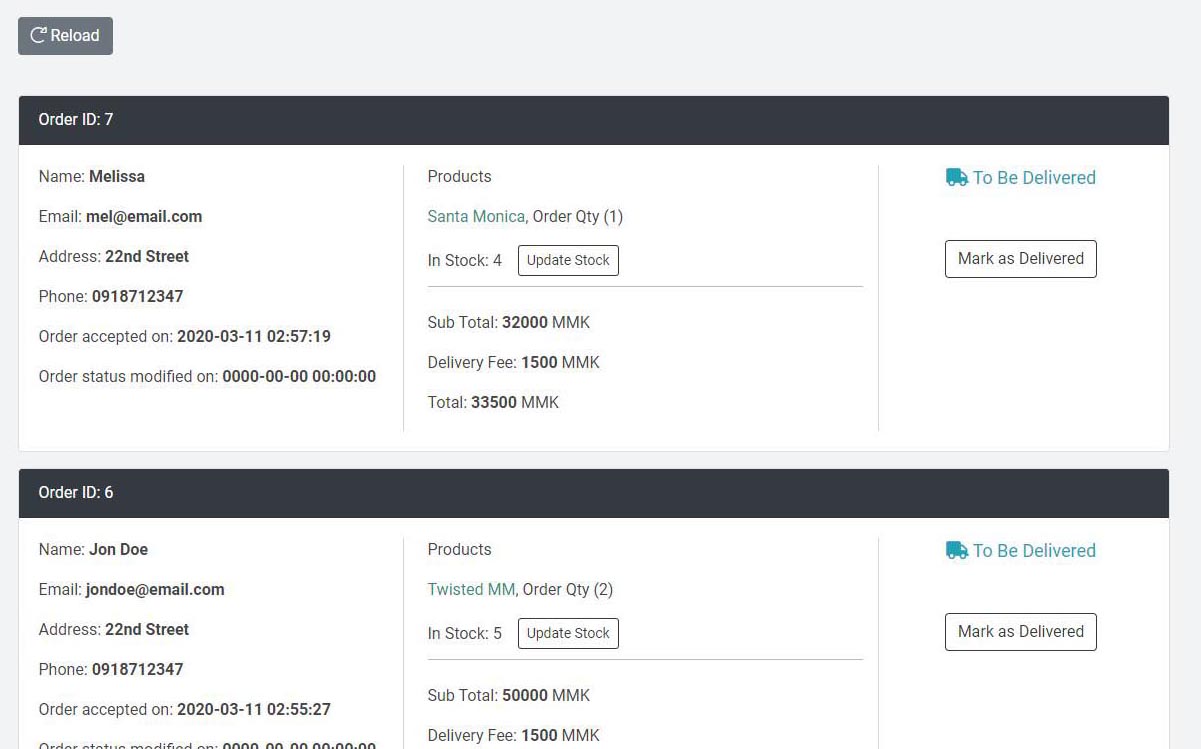 Reload
Order ID: 7
Name: Melissa
Email: mel@email.com
Address: 22nd Street
Phone: 0918712347
Order accepted on: 2020-03-11 02:57:19
Order status modified on: 0000-00-00 00:00:00
Products
Santa Monica, Order Qty (1)
In Stock: 4 Update Stock
Sub Total: 32000 MMK
Delivery Fee: 1500 MMK
Total: 33500 MMK
To Be Delivered
Mark as Delivered
Order ID: 6
Name: Jon Doe
Email: jondoe@email.com
Address: 22nd Street
Phone: 0918712347
Order accepted on: 2020-03-11 02:55:27
Order status modified on: 0000-00-00 00:00:00
Products
Twisted MM, Order Qty (2)
In Stock: 5 Update Stock
Sub Total: 50000 MMK
Delivery Fee: 1500 MMK
To Be Delivered
Mark as Delivered